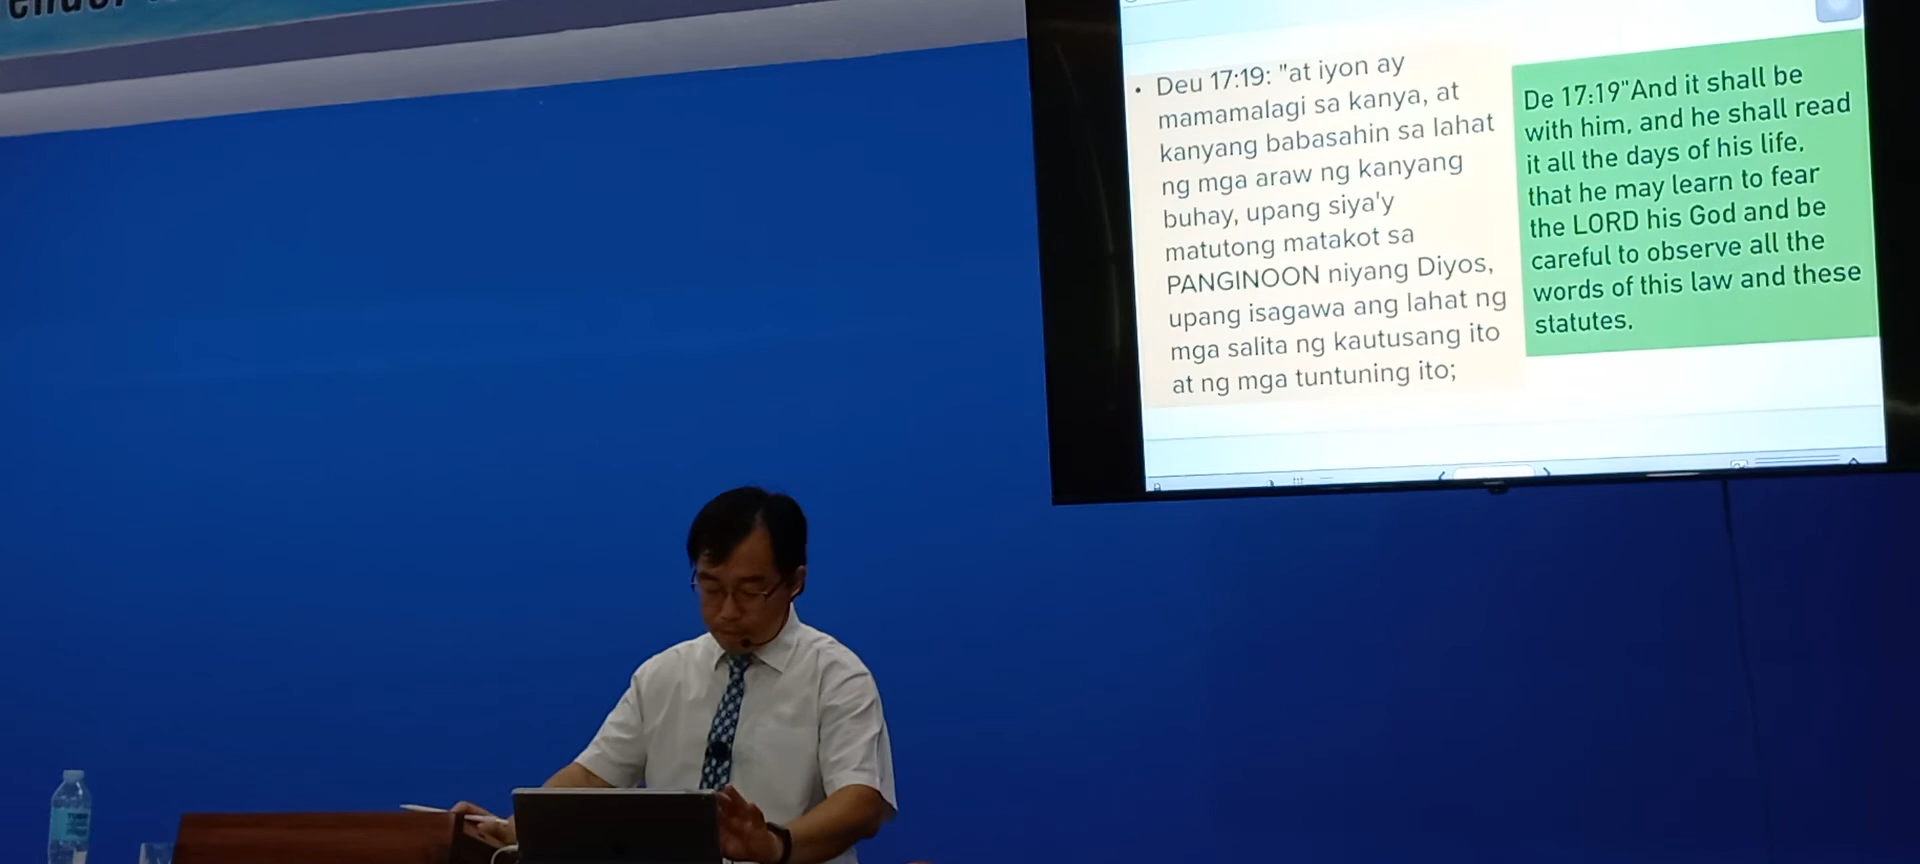 • Deu 17:19: "at iyon ay
mamamalagi sa kanya, at
kanyang babasahin sa lahat
ng mga araw ng kanyang
buhay, upang siya'y
matutong matakot sa
PANGINOON niyang Diyos,
upang isagawa ang lahat ng
mga salita ng kautusang ito
at ng mga tuntuning ito;
De 17:19"And it shall be
with him, and he shall read
it all the days of his life,
that he may learn to fear
the LORD his God and be
careful to observe all the
words of this law and these
statutes.